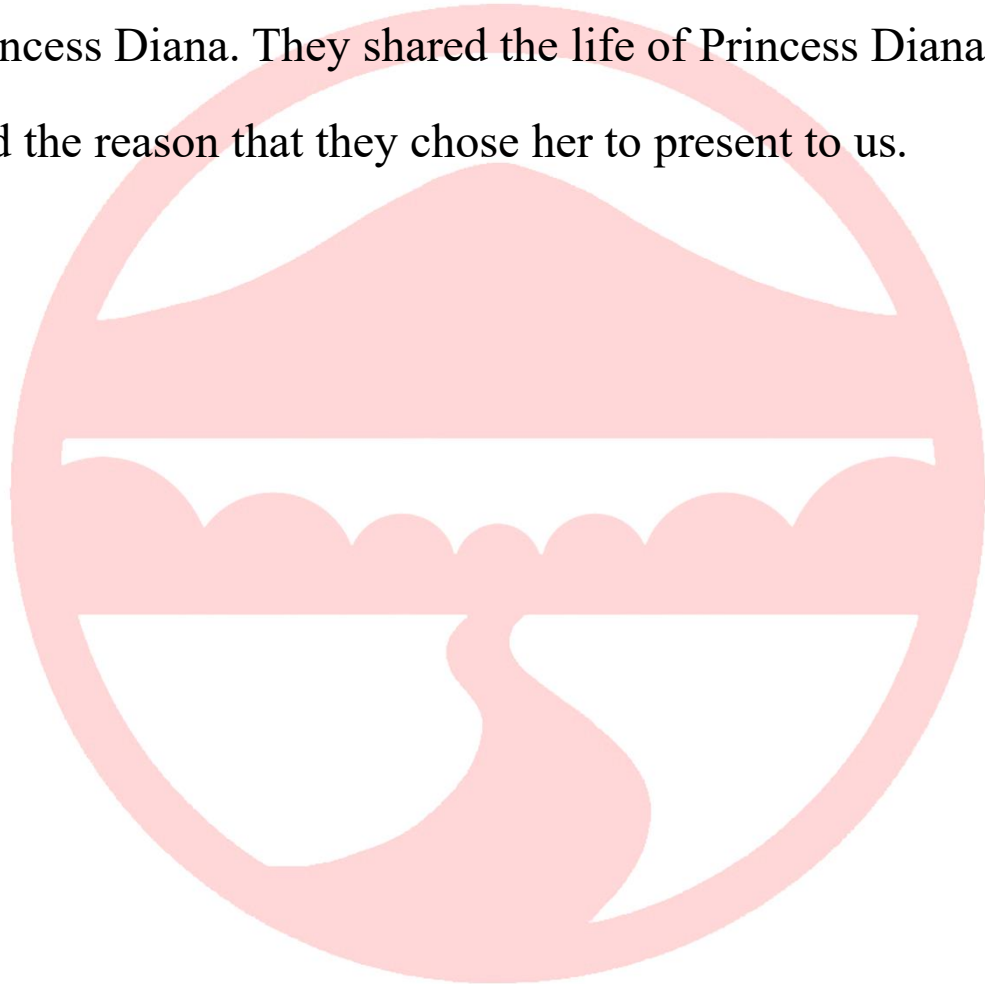 ncess Diana. They shared the life of Princess Diana
the reason that they chose her to present to us.